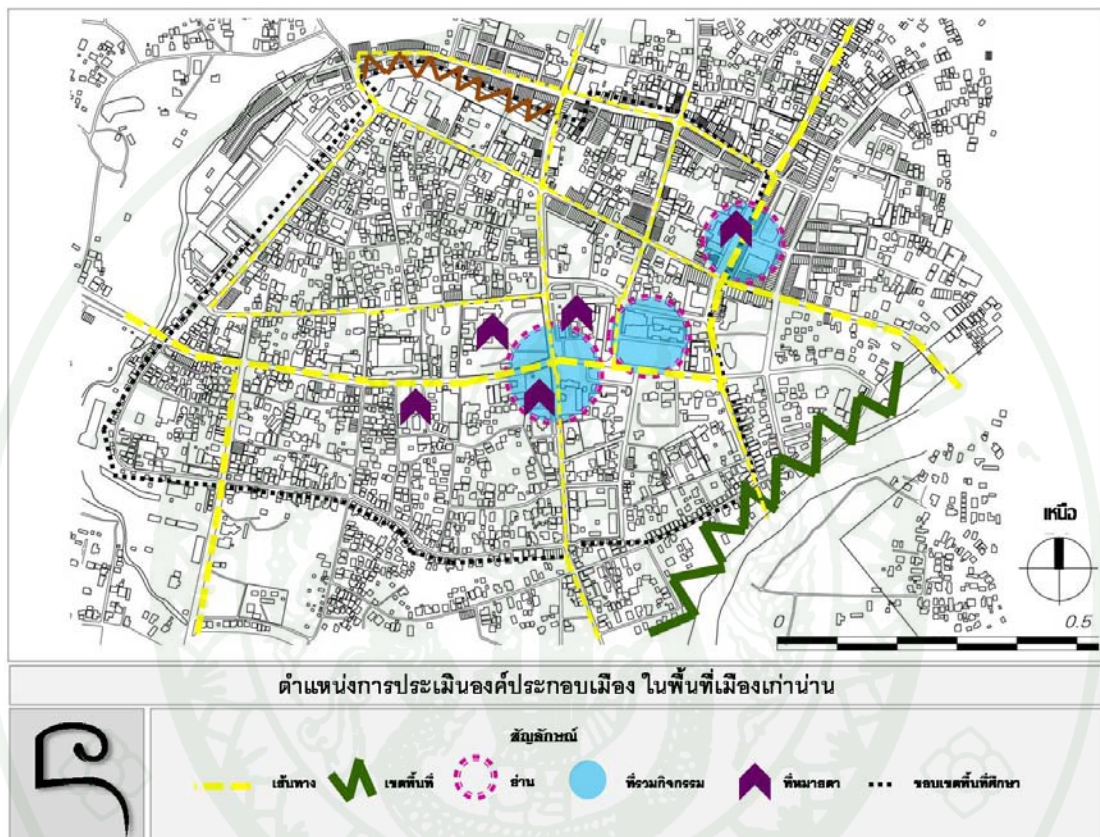 เหนือ
0 0.5
ตำแหน่งการประเมินองค์ประกอบเมือง ในพื้นที่เมืองเก่าน่าน
สัญลักษณ์
เส้นทาง เขตพื้นที่ ย่าน ที่รวมกิจกรรม ที่หมายตา ขอบเขตพื้นที่ศึกษา